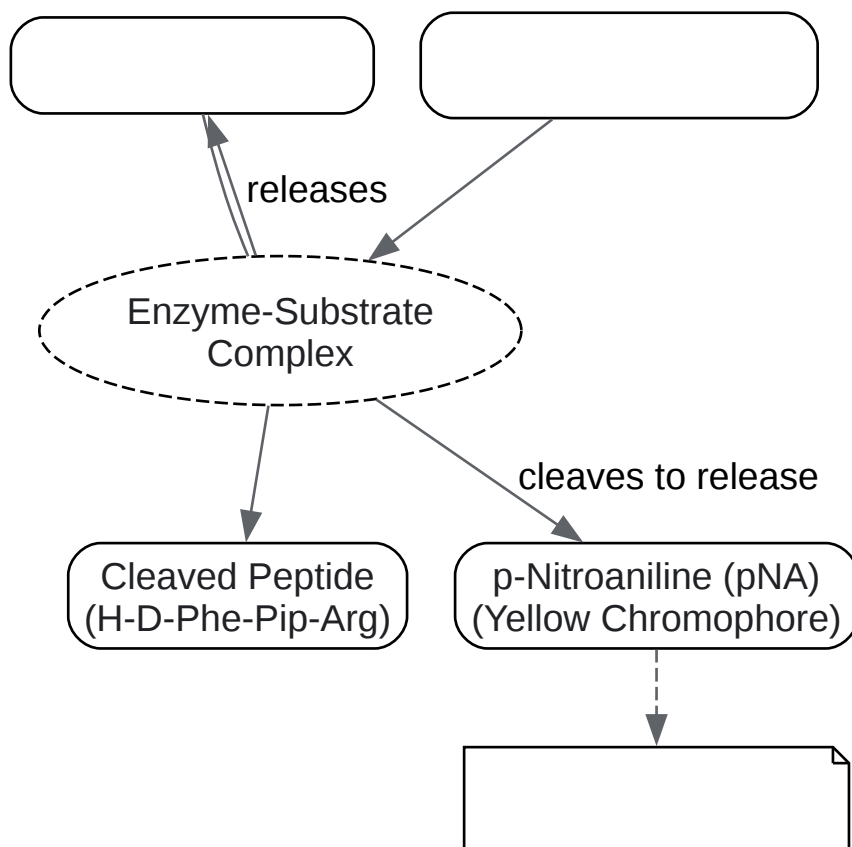 releases
Enzyme-Substrate
Complex
cleaves to release
Cleaved Peptide
(H-D-Phe-Pip-Arg)
p-Nitroaniline (pNA)
(Yellow Chromophore)